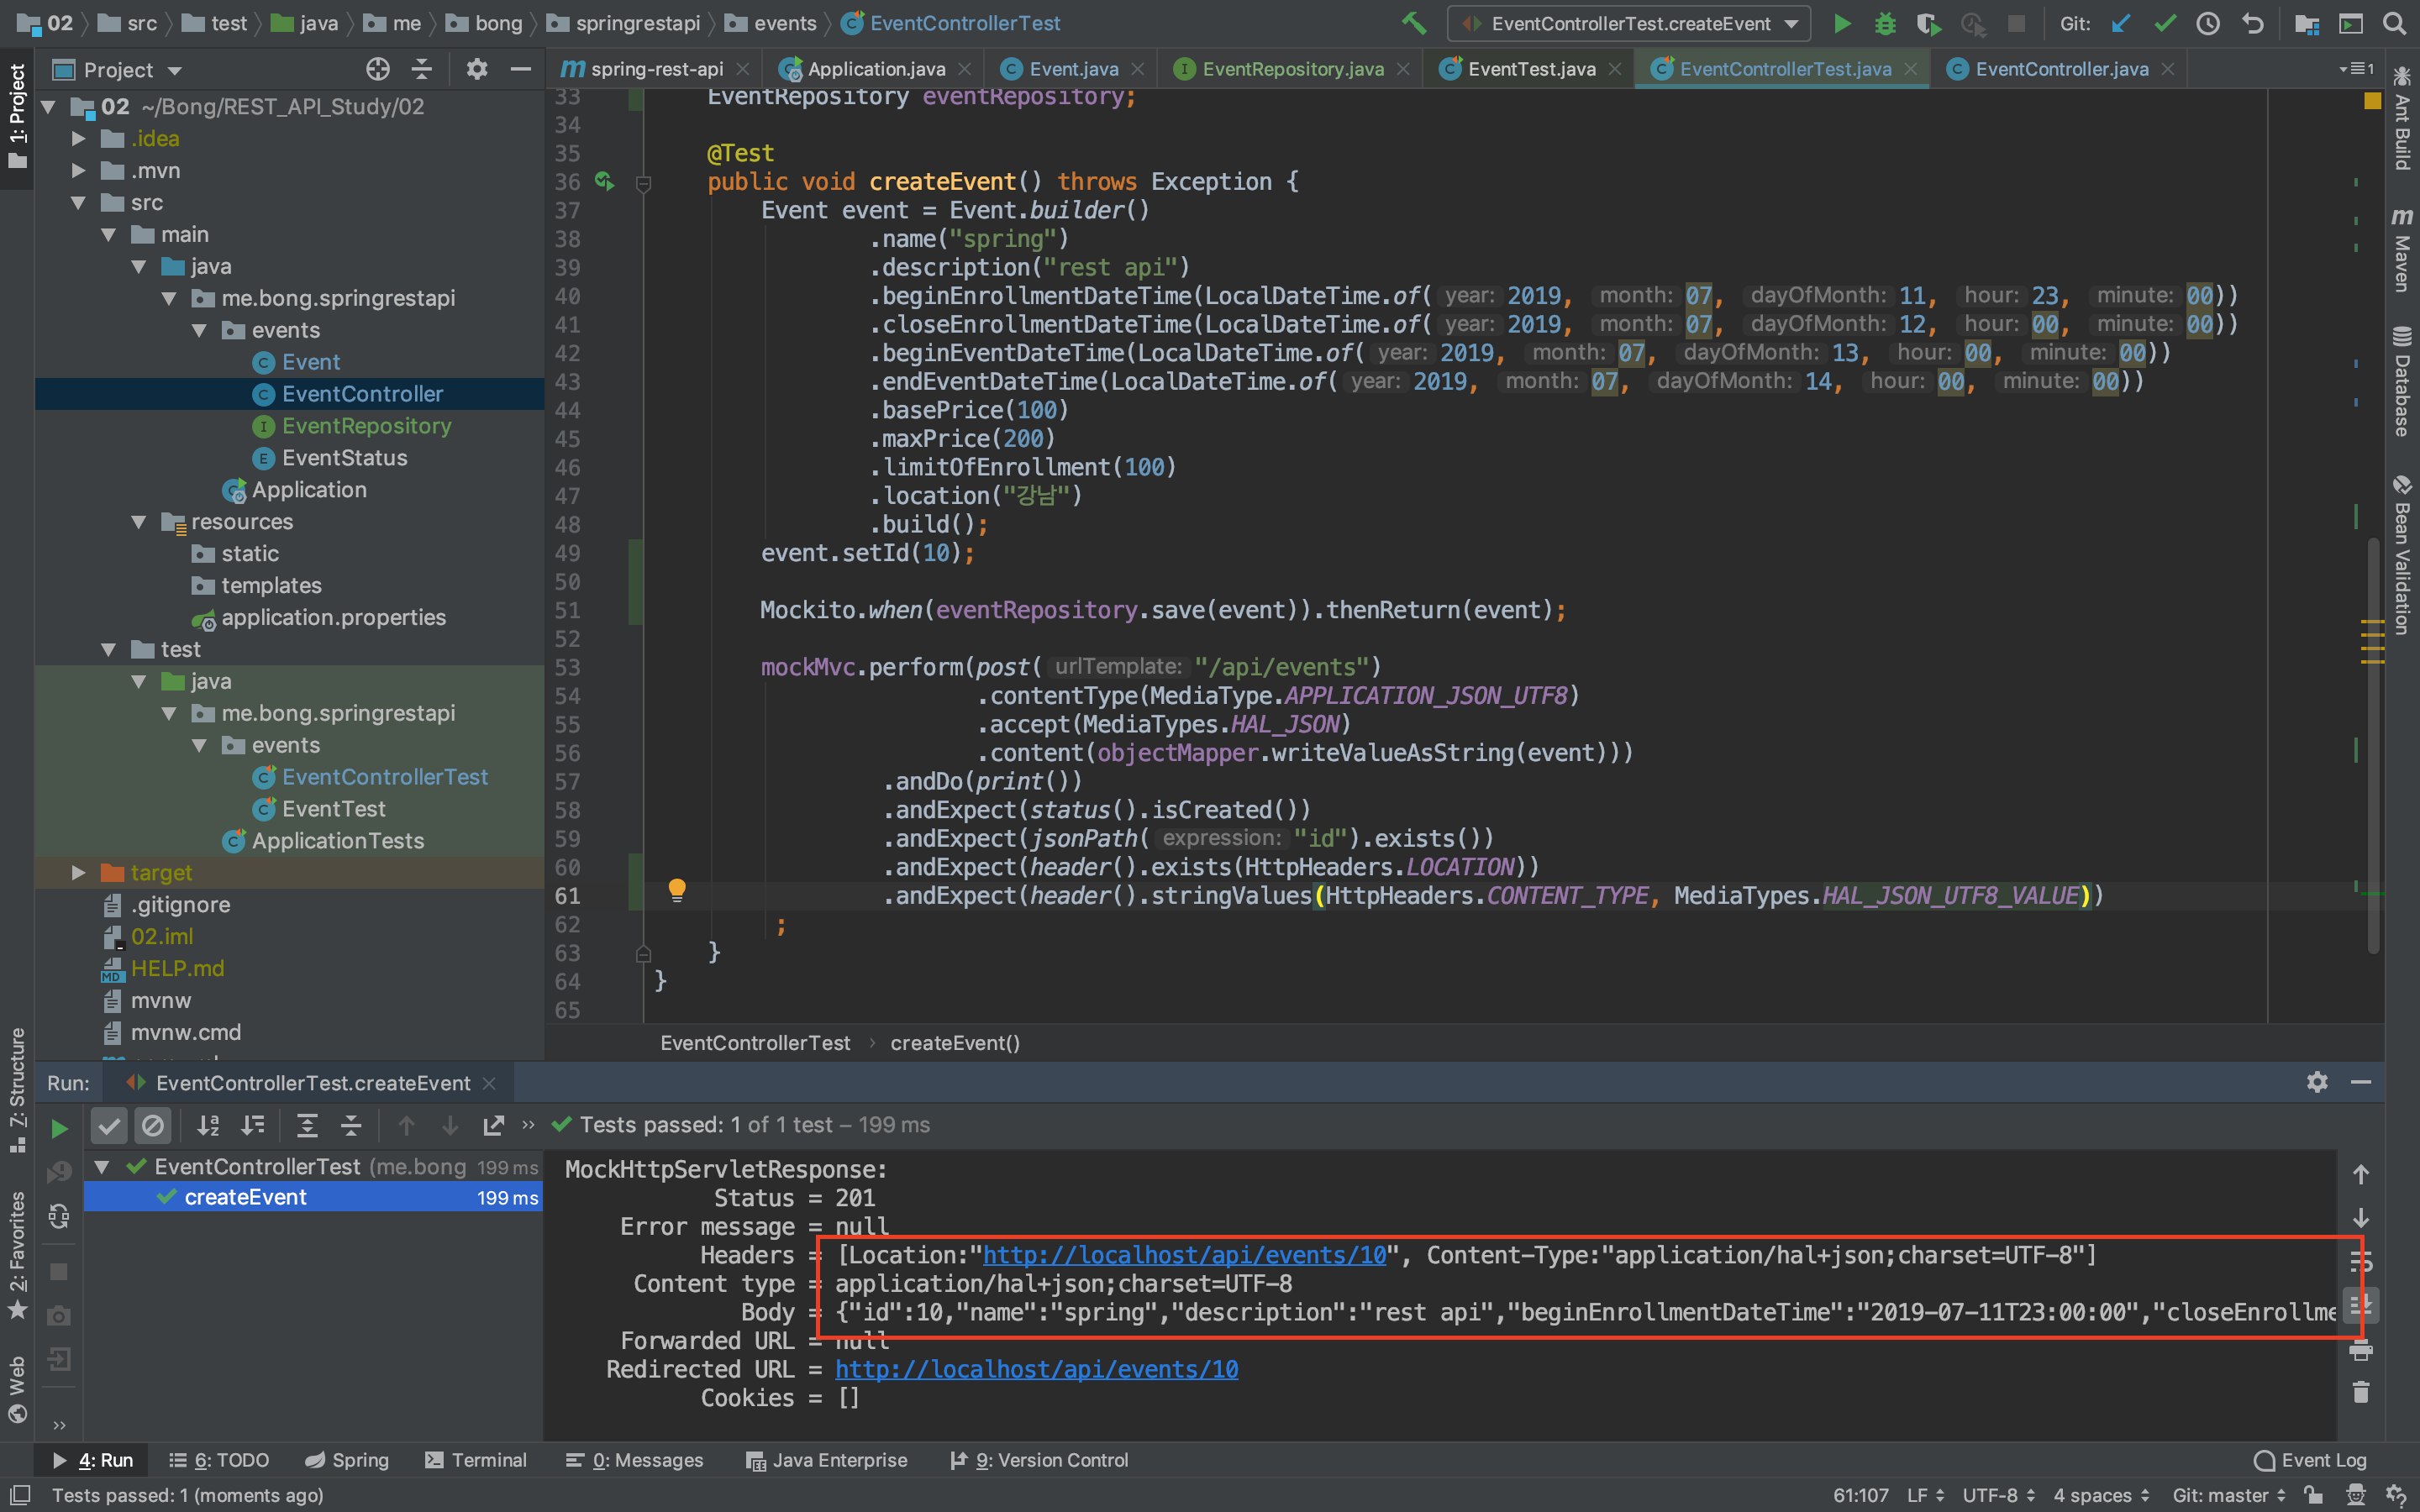 02 src test java me bong springrestapi events EventControllerTest
EventControllerTest.createEvent Git:
1: Project
Project
spring-rest-api Application.java Event.java EventRepository.java EventTest.java EventControllerTest.java EventController.java 1
02 ~/Bong/REST_API_Study/02
.idea
.mvn
src
main
java
me.bong.springrestapi
events
Event
EventController
EventRepository
EventStatus
Application
resources
static
templates
application.properties
test
java
me.bong.springrestapi
events
EventControllerTest
EventTest
ApplicationTests
target
.gitignore
02.iml
HELP.md
mvnw
mvnw.cmd
33 EventRepository eventRepository;
34
35 @Test
36 public void createEvent() throws Exception {
37 Event event = Event.builder()
38 .name("spring")
39 .description("rest api")
40 .beginEnrollmentDateTime(LocalDateTime.of( year: 2019, month: 07, dayOfMonth: 11, hour: 23, minute: 00))
41 .closeEnrollmentDateTime(LocalDateTime.of( year: 2019, month: 07, dayOfMonth: 12, hour: 00, minute: 00))
42 .beginEventDateTime(LocalDateTime.of( year: 2019, month: 07, dayOfMonth: 13, hour: 00, minute: 00))
43 .endEventDateTime(LocalDateTime.of( year: 2019, month: 07, dayOfMonth: 14, hour: 00, minute: 00))
44 .basePrice(100)
45 .maxPrice(200)
46 .limitOfEnrollment(100)
47 .location("강남")
48 .build();
49 event.setId(10);
50
51 Mockito.when(eventRepository.save(event)).thenReturn(event);
52
53 mockMvc.perform(post( urlTemplate: "/api/events")
54 .contentType(MediaType.APPLICATION_JSON_UTF8)
55 .accept(MediaTypes.HAL_JSON)
56 .content(objectMapper.writeValueAsString(event)))
57 .andDo(print())
58 .andExpect(status().isCreated())
59 .andExpect(jsonPath( expression: "id").exists())
60 .andExpect(header().exists(HttpHeaders.LOCATION))
61 .andExpect(header().stringValues(HttpHeaders.CONTENT_TYPE, MediaTypes.HAL_JSON_UTF8_VALUE))
62 ;
63 }
64 }
65
EventControllerTest createEvent()
Ant Build
Maven
Database
Bean Validation
Z: Structure
2: Favorites
Web
Run: EventControllerTest.createEvent
Tests passed: 1 of 1 test – 199 ms
EventControllerTest (me.bong 199 ms
createEvent 199 ms
MockHttpServletResponse:
Status = 201
Error message = null
Headers = [Location:"http://localhost/api/events/10", Content-Type:"application/hal+json;charset=UTF-8"]
Content type = application/hal+json;charset=UTF-8
Body = {"id":10,"name":"spring","description":"rest api","beginEnrollmentDateTime":"2019-07-11T23:00:00","closeEnrollme
Forwarded URL = null
Redirected URL = http://localhost/api/events/10
Cookies = []
4: Run 6: TODO Spring Terminal 0: Messages Java Enterprise 9: Version Control Event Log
Tests passed: 1 (moments ago) 61:107 LF UTF-8 4 spaces Git: master